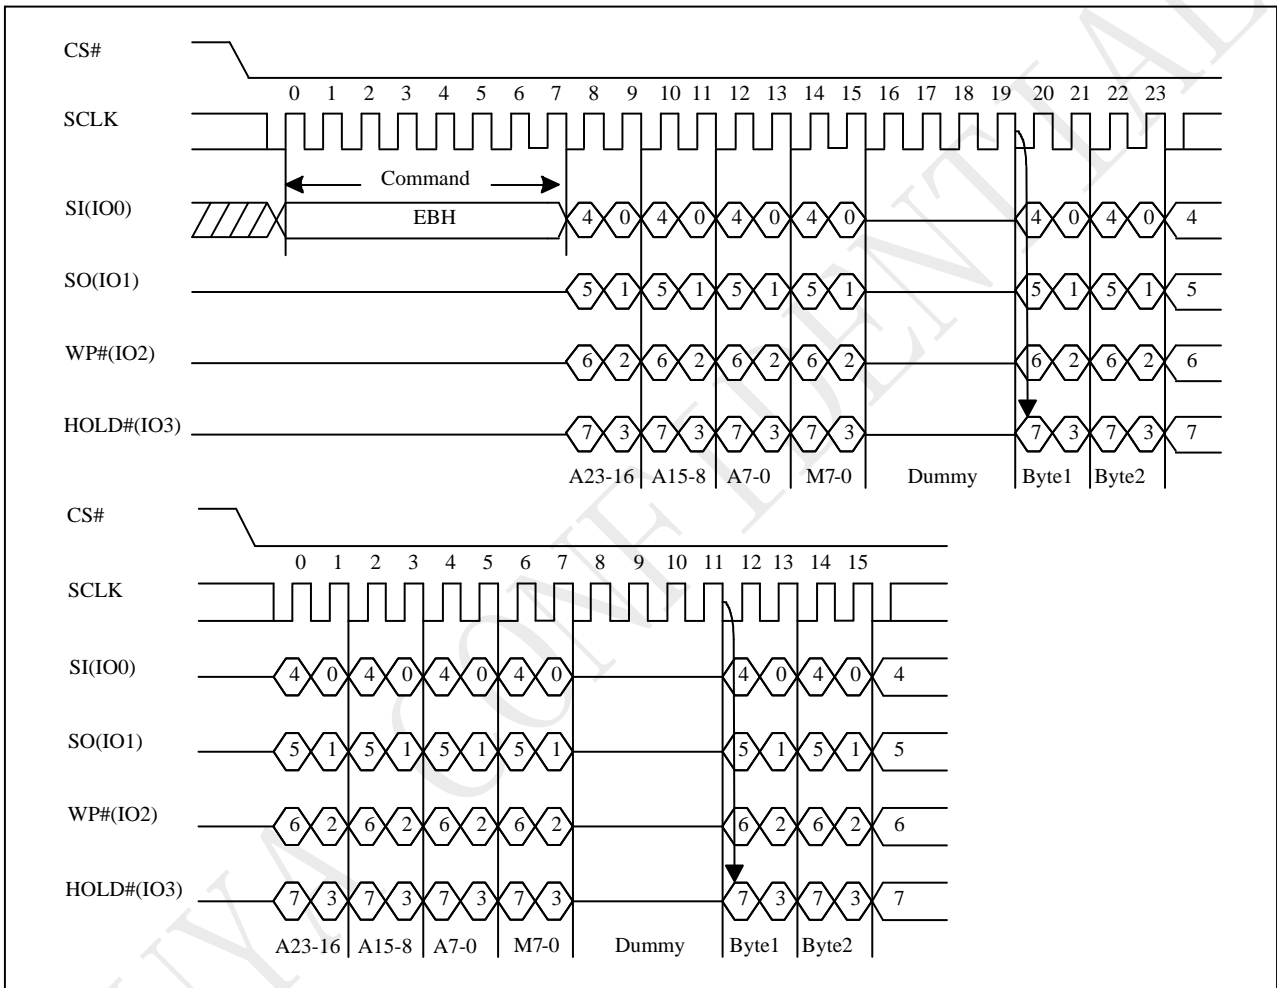 CS#
0 1 2 3 4 5 6 7 8 9 10 11 12 13 14 15 16 17 18 19 20 21 22 23
SCLK
Command
SI(IO0) EBH 4 0 4 0 4 0 4 0 4 0 4 0 4
SO(IO1) 5 1 5 1 5 1 5 1 5 1 5 1 5
WP#(IO2) 6 2 6 2 6 2 6 2 6 2 6 2 6
HOLD#(IO3) 7 3 7 3 7 3 7 3 7 3 7 3 7
A23-16 A15-8 A7-0 M7-0 Dummy Byte1 Byte2
CS#
0 1 2 3 4 5 6 7 8 9 10 11 12 13 14 15
SCLK
SI(IO0) 4 0 4 0 4 0 4 0 4 0 4 0 4
SO(IO1) 5 1 5 1 5 1 5 1 5 1 5 1 5
WP#(IO2) 6 2 6 2 6 2 6 2 6 2 6 2 6
HOLD#(IO3) 7 3 7 3 7 3 7 3 7 3 7 3 7
A23-16 A15-8 A7-0 M7-0 Dummy Byte1 Byte2
CONFIDENTIAL